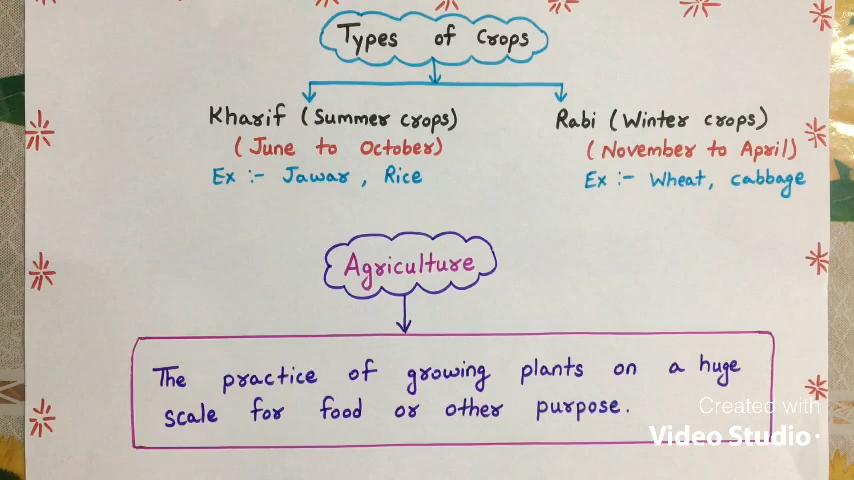 Types of Crops
Kharif (Summer crops)
(June to October)
Ex :- Jawar, Rice
Rabi (Winter crops)
(November to April)
Ex :- Wheat, cabbage
Agriculture
The practice of growing plants on a huge
scale for food or other purpose.
Created with
Video Studio